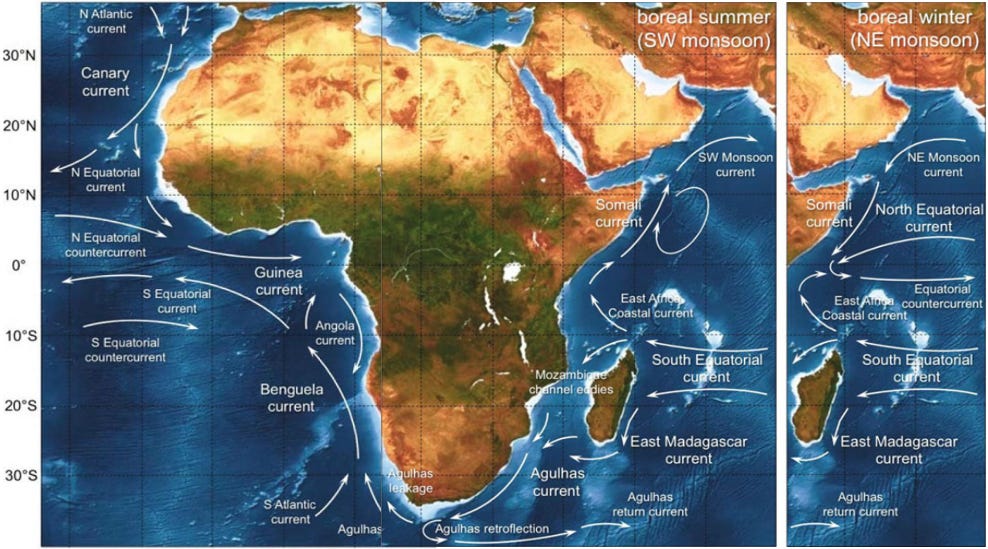 N Atlantic
current
boreal summer
(SW monsoon)
boreal winter
(NE monsoon)
30°N
Canary
current
20°N
SW Monsoon
current
NE Monsoon
current
N Equatorial
current
10°N
Somali
current
Somali
current
North Equatorial
current
N Equatorial
countercurrent
0°
Guinea
current
S Equatorial
current
East Africa
Coastal current
East Africa
Coastal current
Equatorial
countercurrent
10°S
Angola
current
S Equatorial
countercurrent
South Equatorial
current
South Equatorial
current
Mozambique
channel eddies
Benguela
current
20°S
East Madagascar
current
East Madagascar
current
30°S
Agulhas
leakage
Agulhas
current
S Atlantic
current
Agulhas
return current
Agulhas
return current
Agulhas
Agulhas retroflection